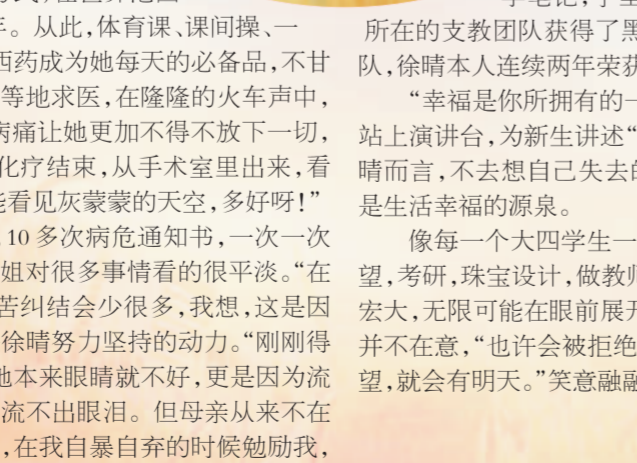 年。从此,体育课、课间操、一
西药成为她每天的必备品,不甘
等地求医,在隆隆的火车声中,
病痛让她更加不得不放下一切,
化疗结束,从手术室里出来,看
能看见灰蒙蒙的天空,多好呀!”
10多次病危通知书,一次一次
姐对很多事情看的很平淡。“在
苦纠结会少很多,我想,这是因
徐晴努力坚持的动力。“刚刚得
她本来眼睛就不好,更是因为流
流不出眼泪。但母亲从来不在
,在我自暴自弃的时候勉励我,
所在的支教团队获得了黑
队,徐晴本人连续两年荣获
“幸福是你所拥有的一
站上演讲台,为新生讲述“
晴而言,不去想自己失去的
是生活幸福的源泉。
像每一个大四学生一
望,考研,珠宝设计,做教师
宏大,无限可能在眼前展开
并不在意,“也许会被拒绝
望,就会有明天。”笑意融融